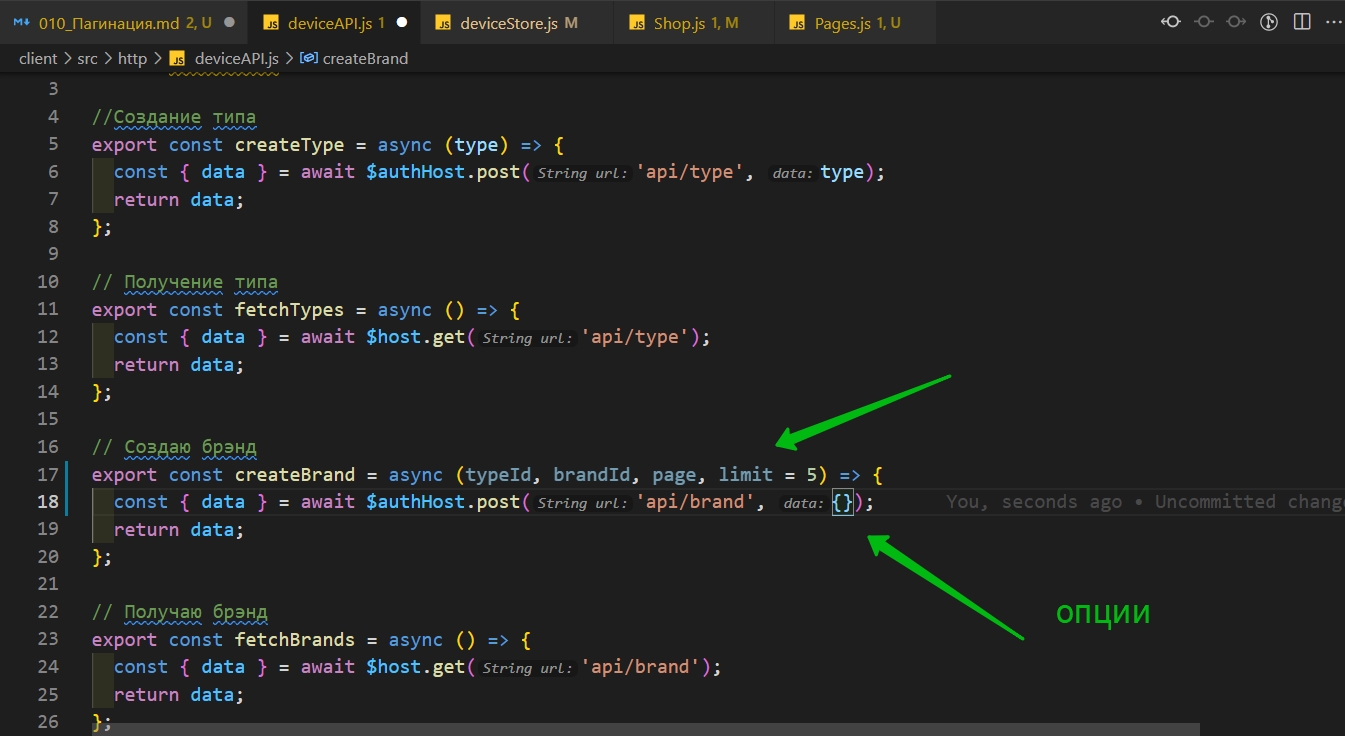 010_Пагинация.md 2, U
deviceAPI.js 1
deviceStore.js M
Shop.js 1, M
Pages.js 1, U
client > src > http > deviceAPI.js > createBrand
3
4 //Создание типа
5 export const createType = async (type) => {
6 const { data } = await $authHost.post( String url: 'api/type', data: type);
7 return data;
8 };
9
10 // Получение типа
11 export const fetchTypes = async () => {
12 const { data } = await $host.get( String url: 'api/type');
13 return data;
14 };
15
16 // Создаю брэнд
17 export const createBrand = async (typeId, brandId, page, limit = 5) => {
18 const { data } = await $authHost.post( String url: 'api/brand', data: {}); You, seconds ago • Uncommitted change
19 return data;
20 };
21
опции
22 // Получаю брэнд
23 export const fetchBrands = async () => {
24 const { data } = await $host.get( String url: 'api/brand');
25 return data;
26 };